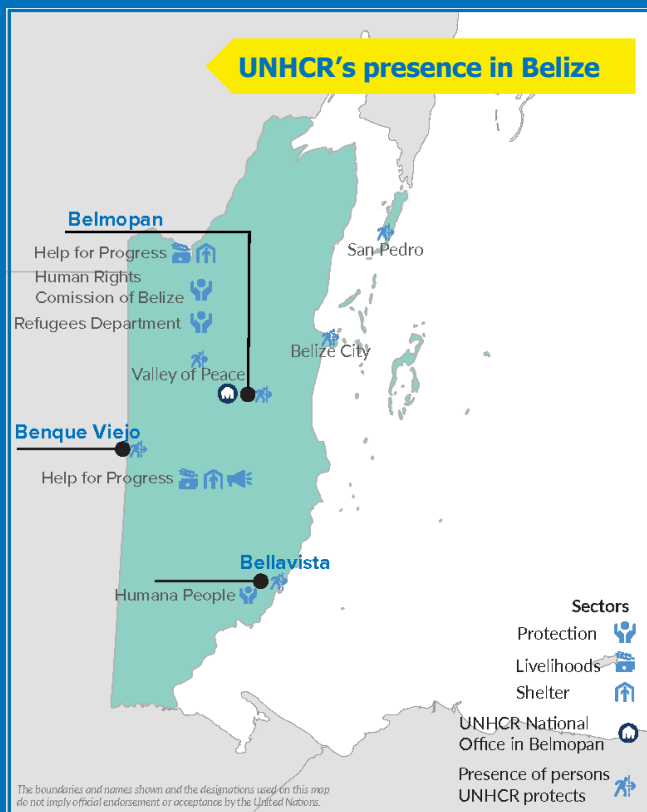 UNHCR's presence in Belize
Belmopan
Help for Progress
Human Rights
Comission of Belize
Refugees Department
Valley of Peace
San Pedro
Belize City
Benque Viejo
Help for Progress
Bellavista
Humana People
Sectors
Protection
Livelihoods
Shelter
UNHCR National
Office in Belmopan
Presence of persons
UNHCR protects
The boundaries and names shown and the designations used on this map
do not imply official endorsement or acceptance by the United Nations.